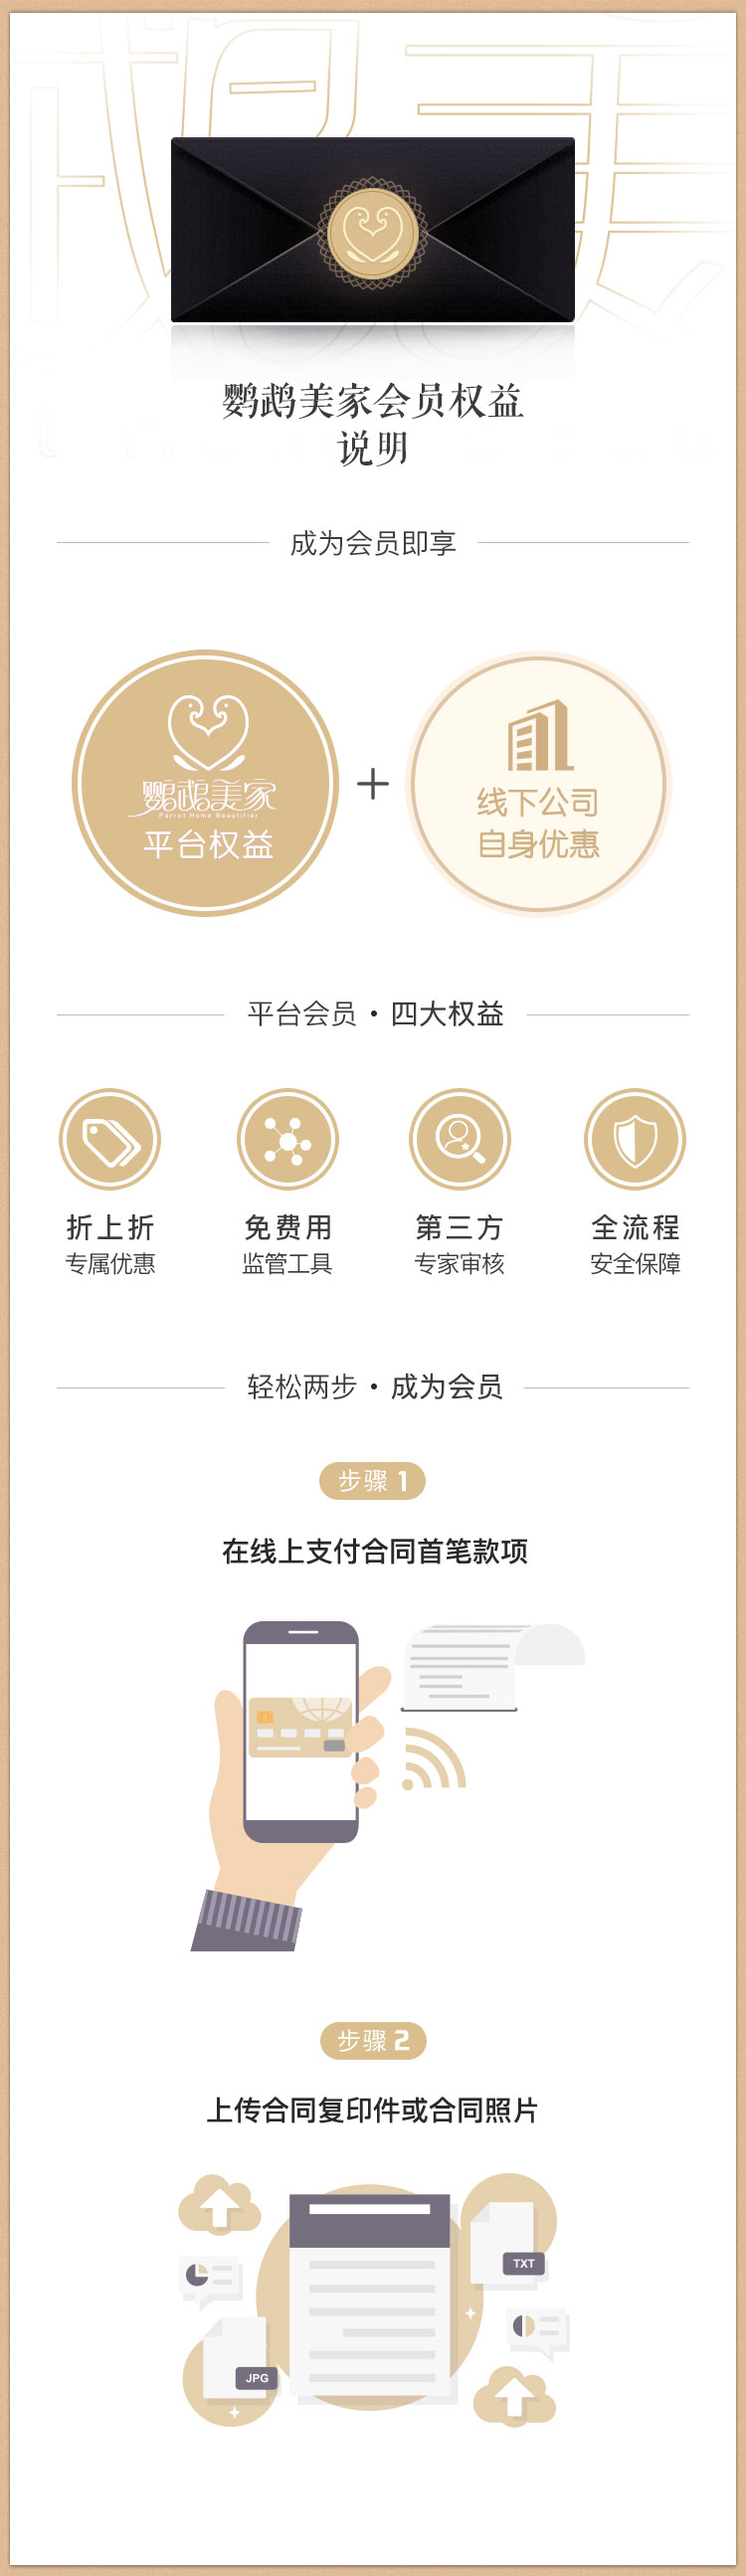 鹦鹉美家会员权益
说明
成为会员即享
鹦鹉美家
Parrot Home Beautifier
平台权益
+
线下公司
自身优惠
平台会员·四大权益
折上折
专属优惠
免费用
监管工具
第三方
专家审核
全流程
安全保障
轻松两步·成为会员
步骤 1
在线上支付合同首笔款项
步骤 2
上传合同复印件或合同照片
TXT
JPG